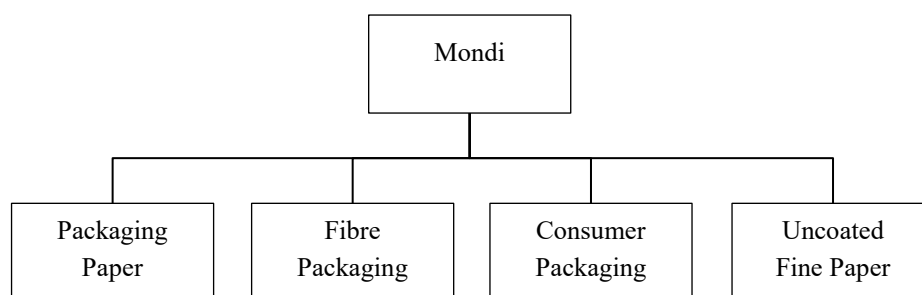 Mondi
Packaging
Paper
Fibre
Packaging
Consumer
Packaging
Uncoated
Fine Paper